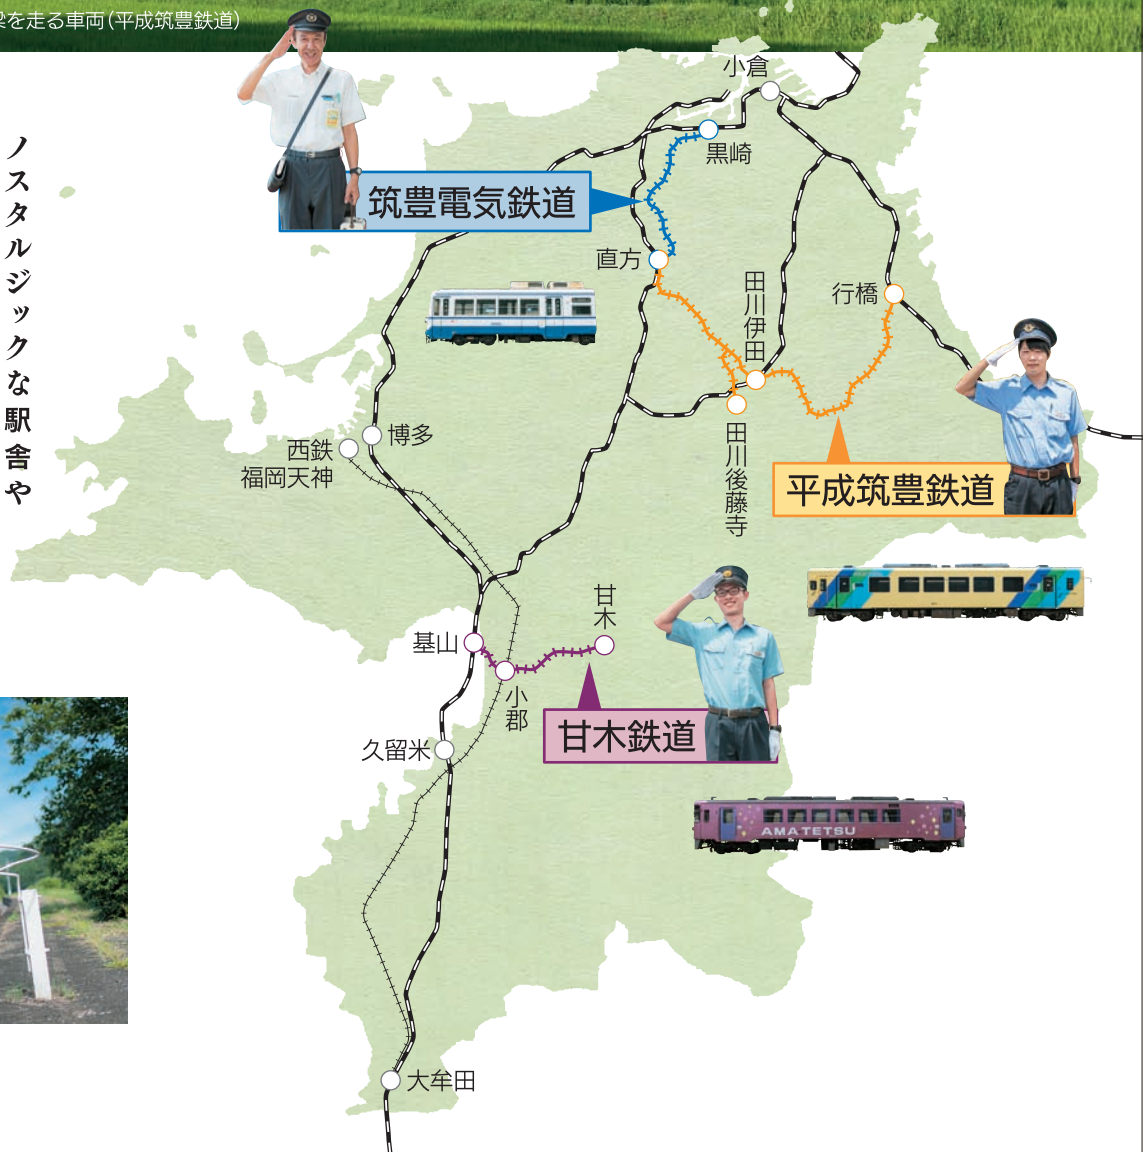 を走る車両(平成筑豊鉄道)
ノスタルジックな駅舎や
小倉
黒崎
筑豊電気鉄道
直方
田川伊田
行橋
博多
西鉄
福岡天神
田川後藤寺
平成筑豊鉄道
甘木
基山
小郡
甘木鉄道
久留米
AMATETSU
大牟田